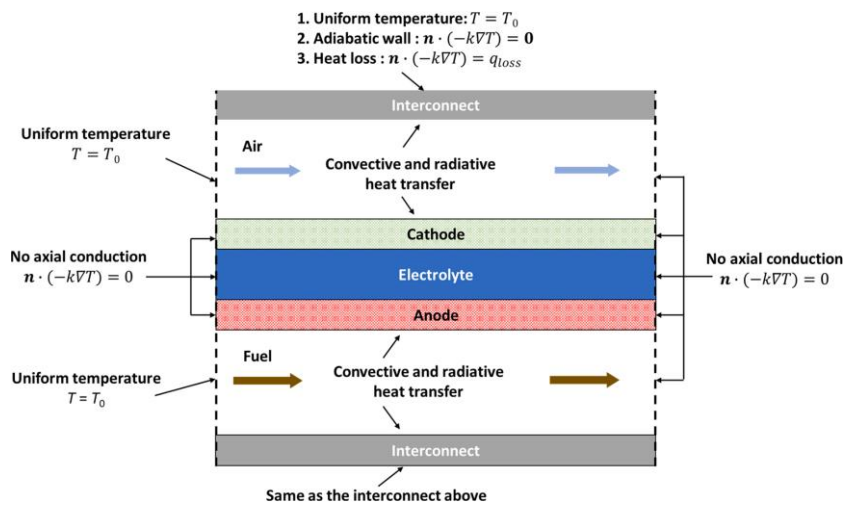 1. Uniform temperature: T = T₀
2. Adiabatic wall : n · (−k∇T) = 0
3. Heat loss : n · (−k∇T) = q_loss
Interconnect
Uniform temperature
T = T₀
Air
Convective and radiative
heat transfer
Cathode
No axial conduction
n · (−k∇T) = 0
Electrolyte
No axial conduction
n · (−k∇T) = 0
Anode
Fuel
Convective and radiative
heat transfer
Uniform temperature
T = T₀
Interconnect
Same as the interconnect above